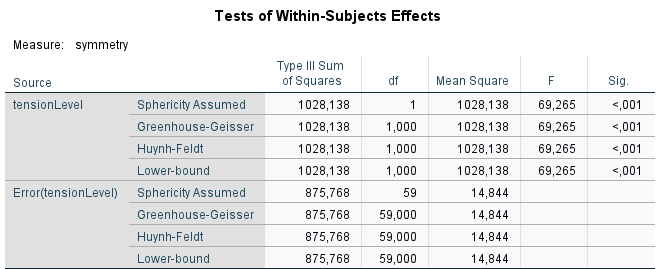 Tests of Within-Subjects Effects
Measure: symmetry
Source Type III Sum of Squares df Mean Square F Sig.
tensionLevel Sphericity Assumed 1028,138 1 1028,138 69,265 <,001
Greenhouse-Geisser 1028,138 1,000 1028,138 69,265 <,001
Huynh-Feldt 1028,138 1,000 1028,138 69,265 <,001
Lower-bound 1028,138 1,000 1028,138 69,265 <,001
Error(tensionLevel) Sphericity Assumed 875,768 59 14,844
Greenhouse-Geisser 875,768 59,000 14,844
Huynh-Feldt 875,768 59,000 14,844
Lower-bound 875,768 59,000 14,844